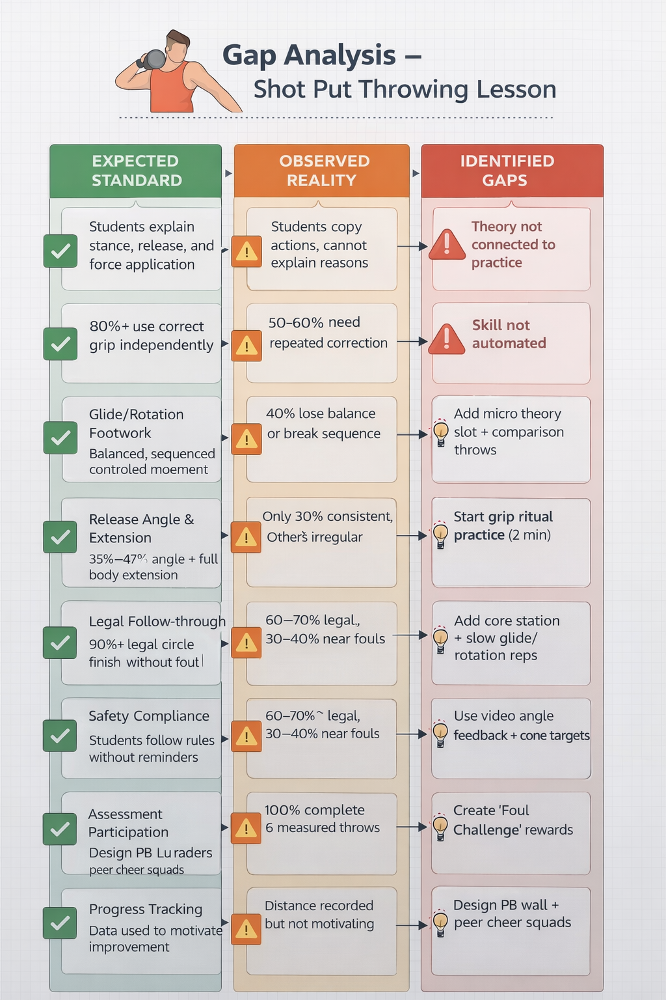 Gap Analysis –
Shot Put Throwing Lesson
EXPECTED
STANDARD
OBSERVED
REALITY
IDENTIFIED
GAPS
Students explain
stance, release, and
force application
Students copy
actions, cannot
explain reasons
Theory not
connected to
practice
80%+ use correct
grip independently
50–60% need
repeated correction
Skill not
automated
Glide/Rotation
Footwork
Balanced, sequenced
controled moement
40% lose balance
or break sequence
Add micro theory
slot + comparison
throws
Release Angle &
Extension
35%–47% angle + full
body extension
Only 30% consistent,
Others irregular
Start grip ritual
practice (2 min)
Legal Follow-through
90%+ legal circle
finish without fout
60–70% legal.,
30–40% near fouls
Add core station
+ slow glide/
rotation reps
Safety Compliance
Students follow rules
without reminders
60–70%~ legal,
30–40% near fouls
Use video angle
feedback + cone targets
Assessment
Participation
Design PB Lu raders
peer cheer squads
100% complete
6 measured throws
Create 'Foul
Challenge' rewards
Progress Tracking
Data used to motivate
improvement
Distance recorded
but not motivating
Design PB wall +
peer cheer squads